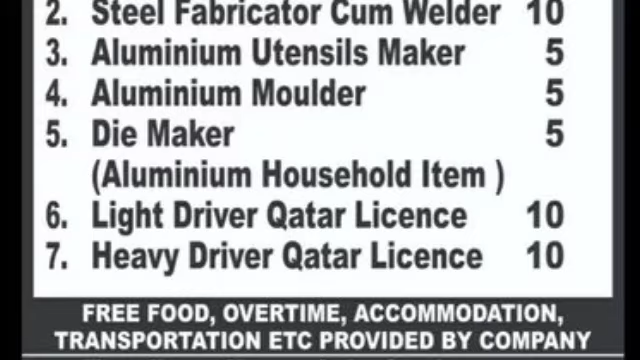 2. Steel Fabricator Cum Welder 10
3. Aluminium Utensils Maker 5
4. Aluminium Moulder 5
5. Die Maker 5
(Aluminium Household Item )
6. Light Driver Qatar Licence 10
7. Heavy Driver Qatar Licence 10
FREE FOOD, OVERTIME, ACCOMMODATION,
TRANSPORTATION ETC PROVIDED BY COMPANY